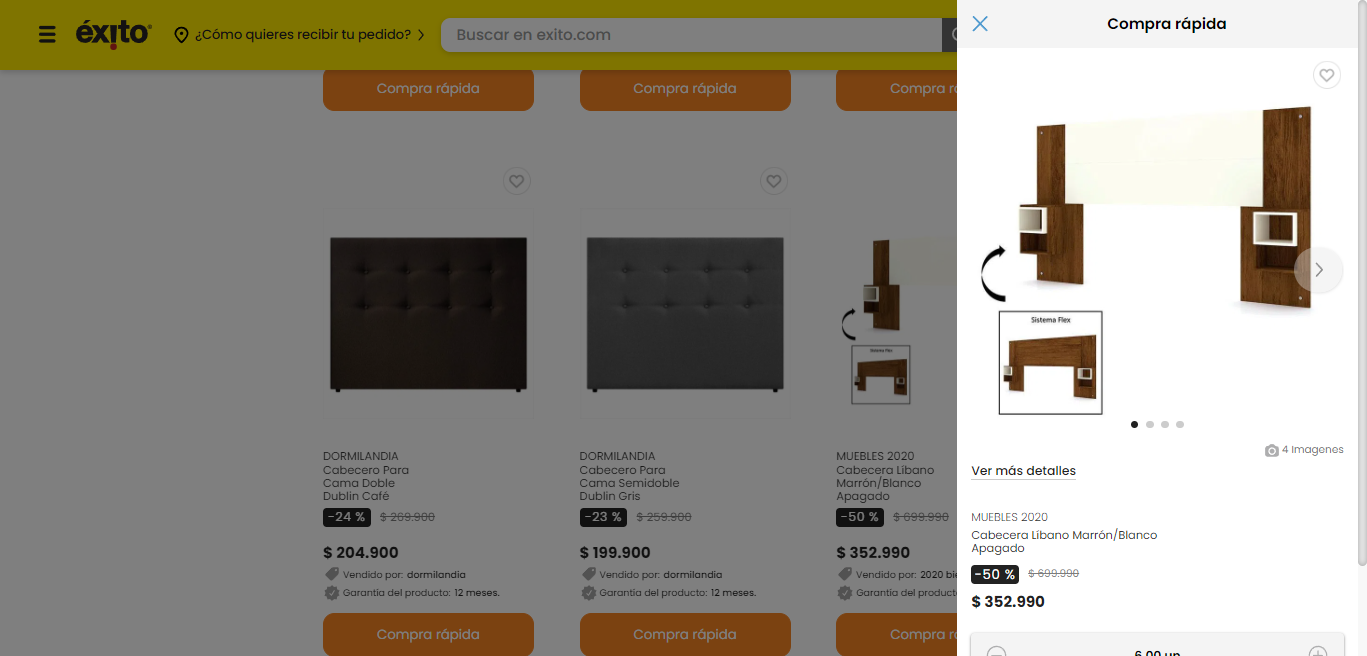 éxito
¿Cómo quieres recibir tu pedido?
Buscar en exito.com
Compra rápida
Compra rápida
Compra r
DORMILANDIA
Cabecero Para
Cama Doble
Dublin Café
-24 % $ 269.900
$ 204.900
Vendido por: dormilandia
Garantía del producto: 12 meses.
Compra rápida
DORMILANDIA
Cabecero Para
Cama Semidoble
Dublin Gris
-23 % $ 259.900
$ 199.900
Vendido por: dormilandia
Garantía del producto: 12 meses.
Compra rápida
Sistema Flex
MUEBLES 2020
Cabecera Líbano
Marrón/Blanco
Apagado
-50 % $ 699.990
$ 352.990
Vendido por: 2020 bie
Garantía del product
Compra r
Compra rápida
Sistema Flex
4 Imagenes
Ver más detalles
MUEBLES 2020
Cabecera Líbano Marrón/Blanco
Apagado
-50 % $ 699.990
$ 352.990
6.00 un